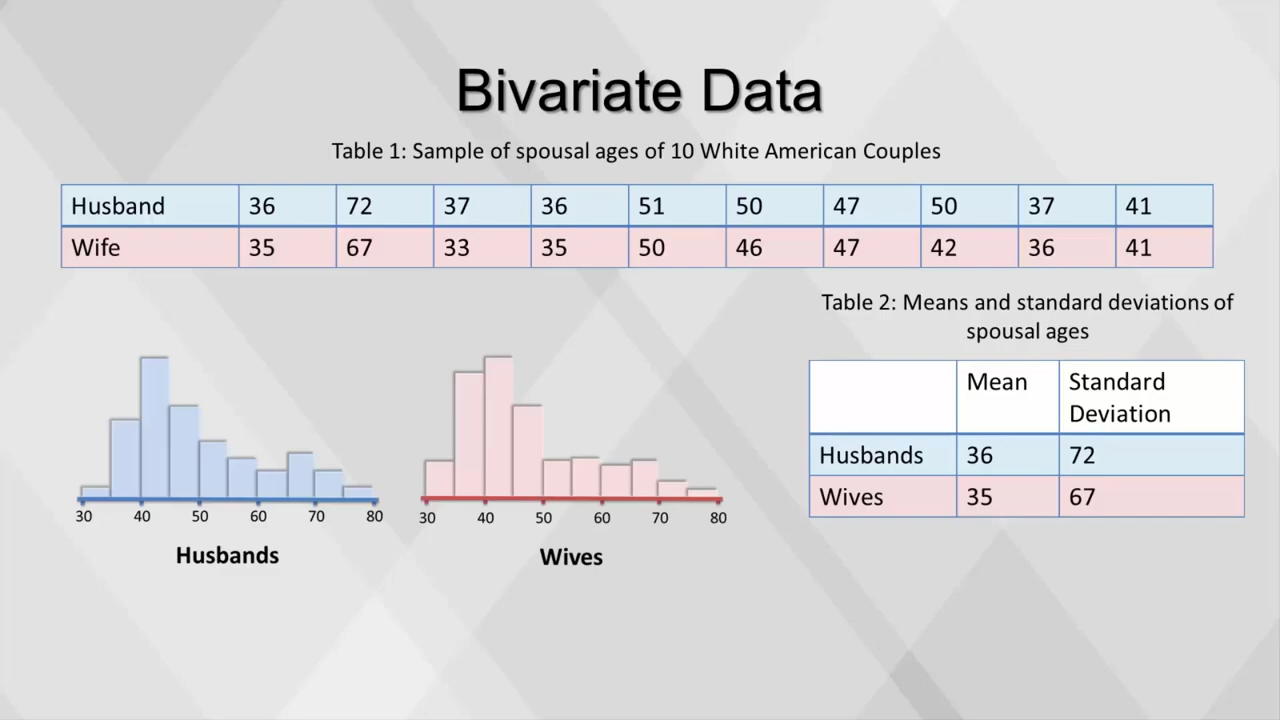 Bivariate Data
Table 1: Sample of spousal ages of 10 White American Couples
Husband 36 72 37 36 51 50 47 50 37 41
Wife 35 67 33 35 50 46 47 42 36 41
Table 2: Means and standard deviations of
spousal ages
Mean Standard
Deviation
Husbands 36 72
Wives 35 67
30 40 50 60 70 80
Husbands
30 40 50 60 70 80
Wives